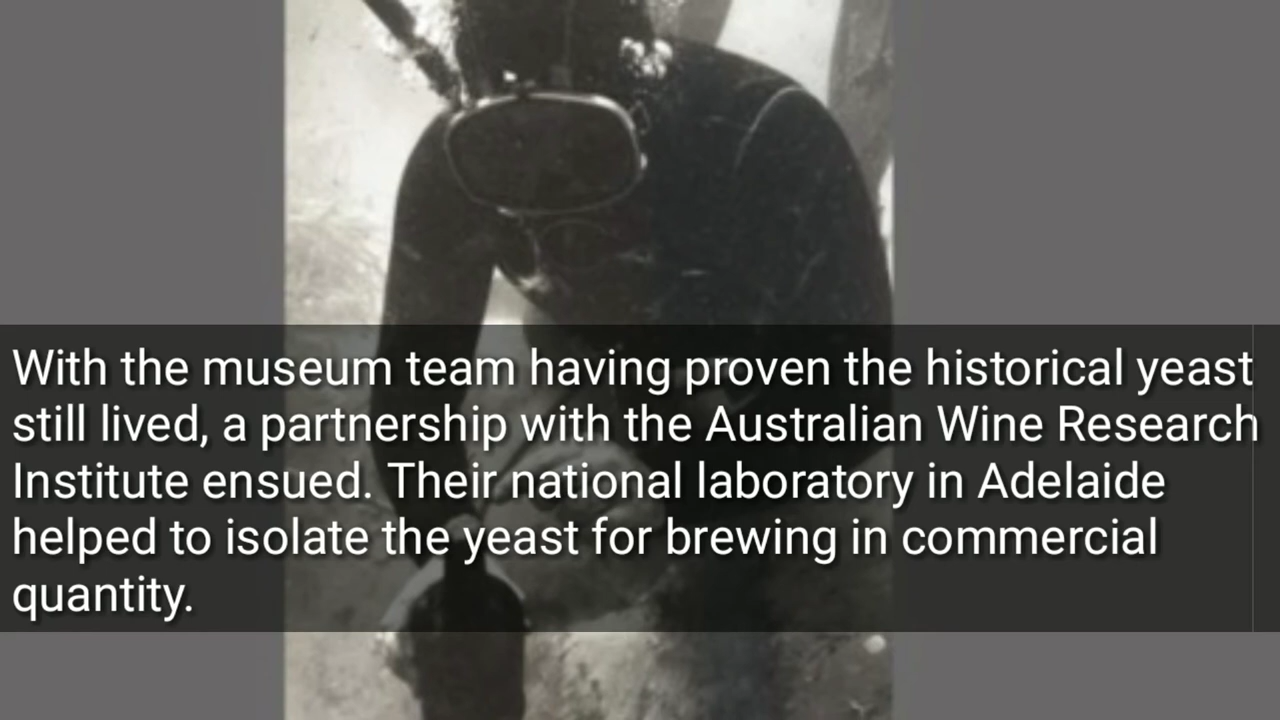 With the museum team having proven the historical yeast
still lived, a partnership with the Australian Wine Research
Institute ensued. Their national laboratory in Adelaide
helped to isolate the yeast for brewing in commercial
quantity.